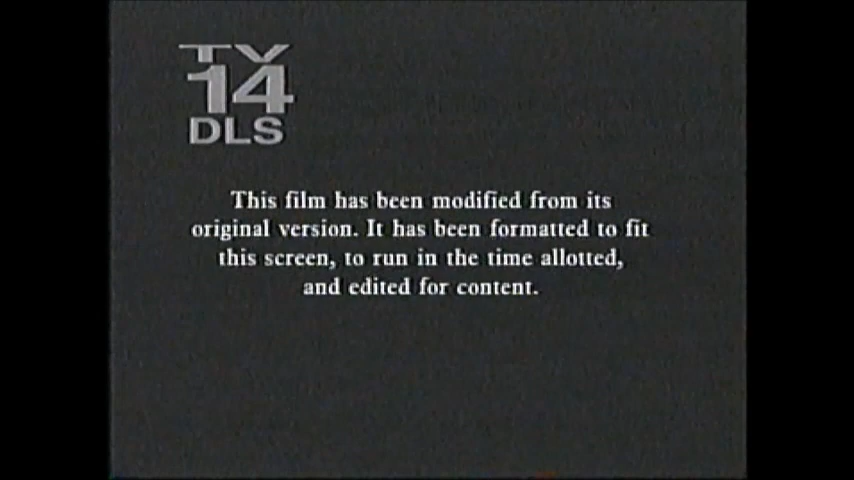 TV
14
DLS
This film has been modified from its
original version. It has been formatted to fit
this screen, to run in the time allotted,
and edited for content.